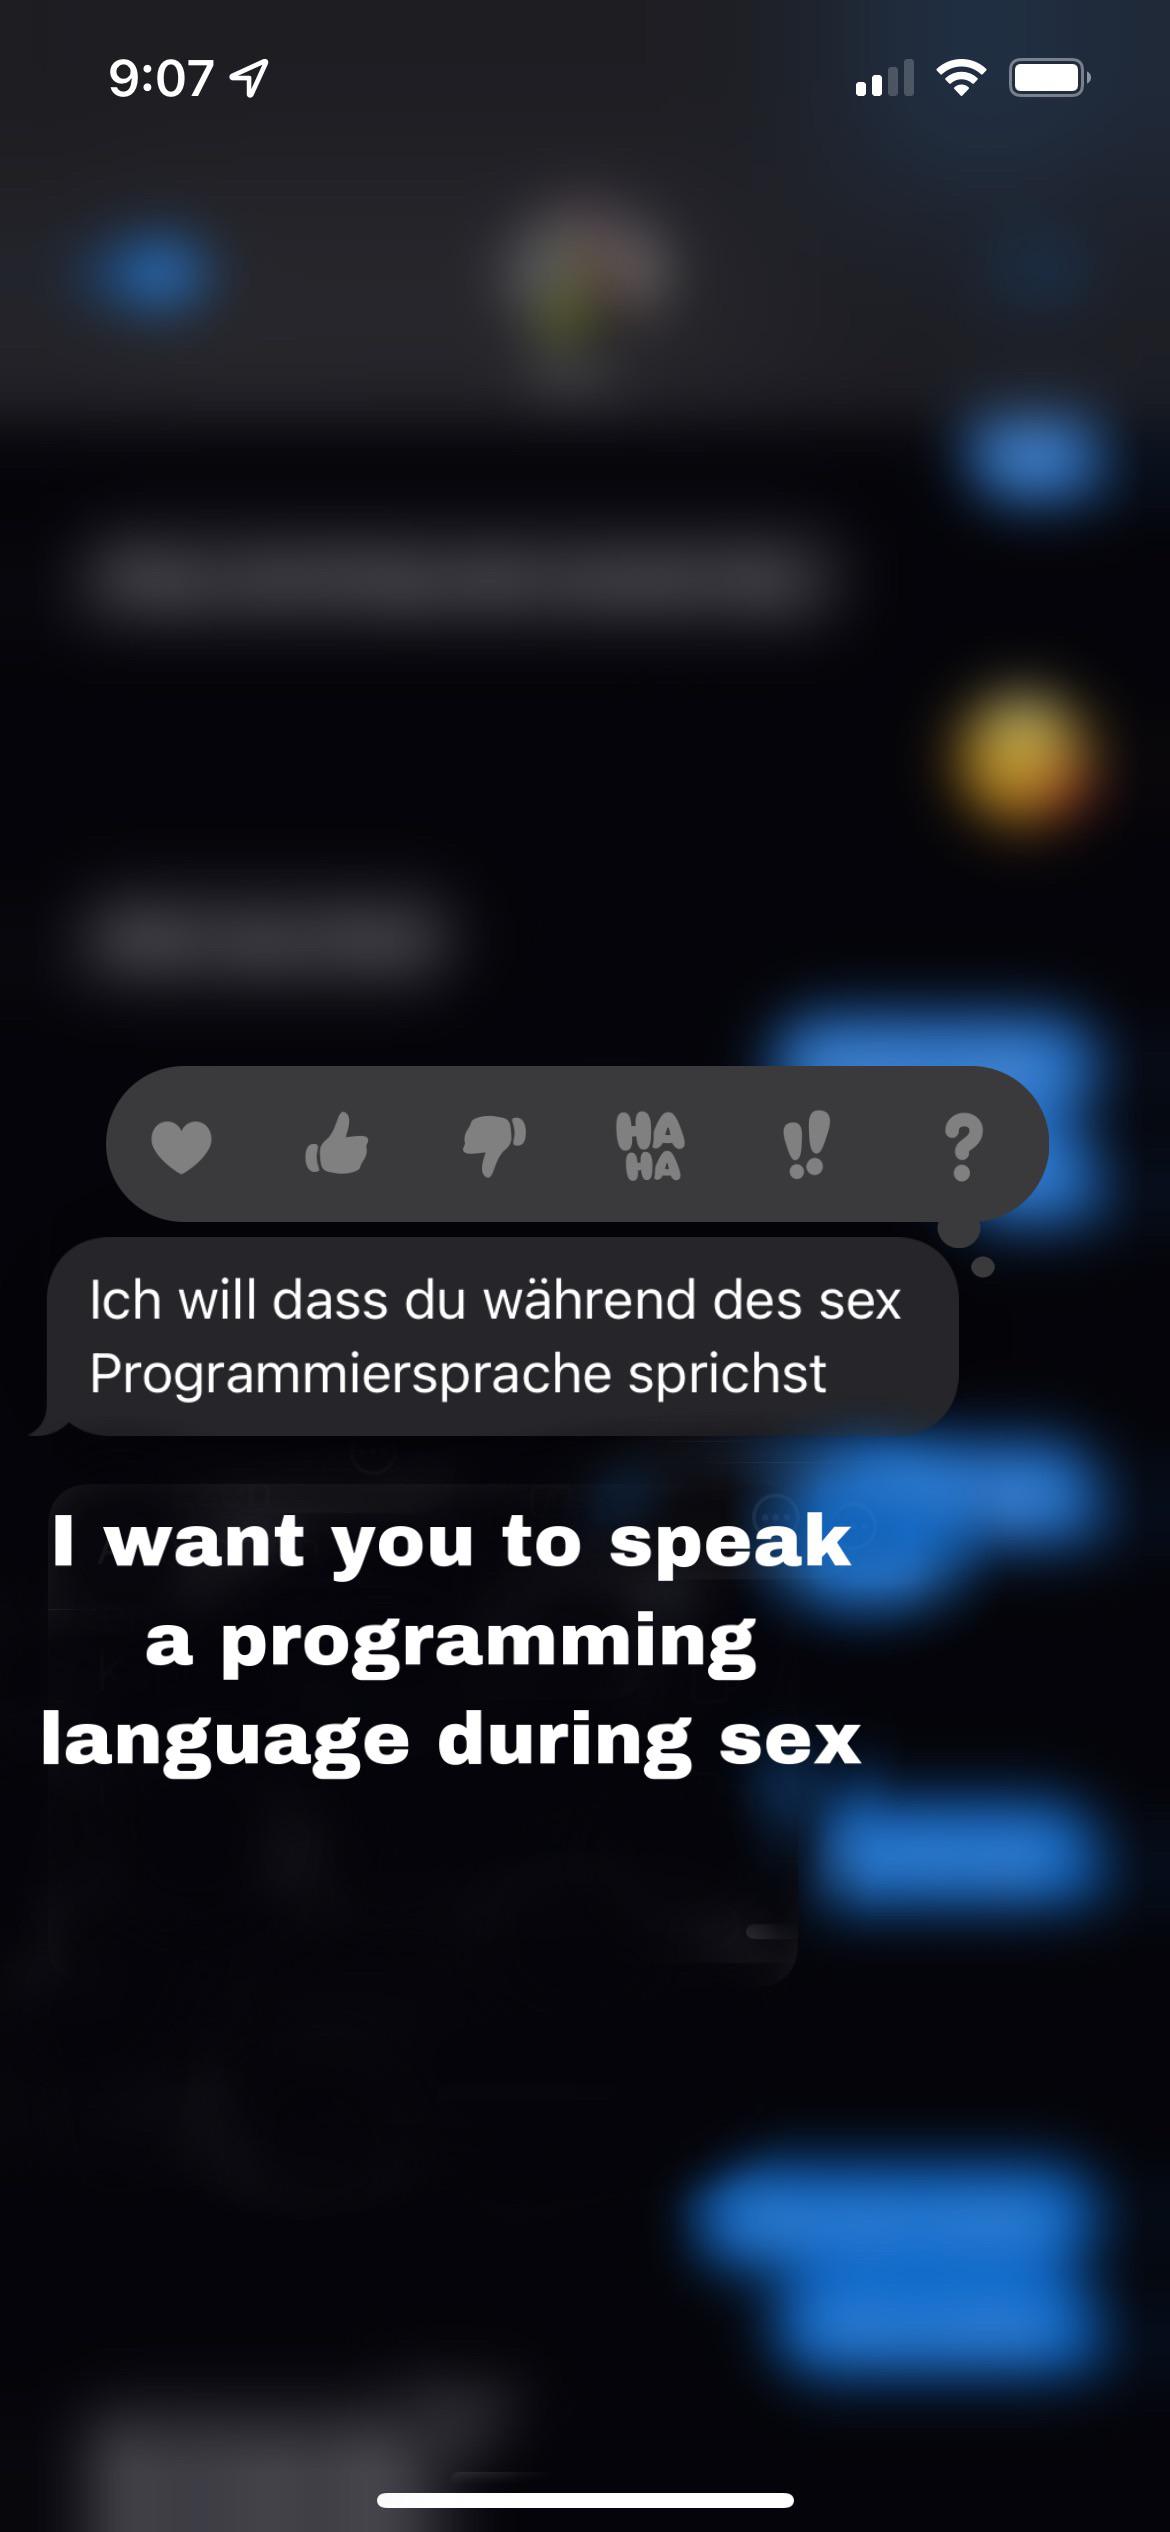 9:07
HA
HA
Ich will dass du während des sex
Programmiersprache sprichst
I want you to speak
a programming
language during sex